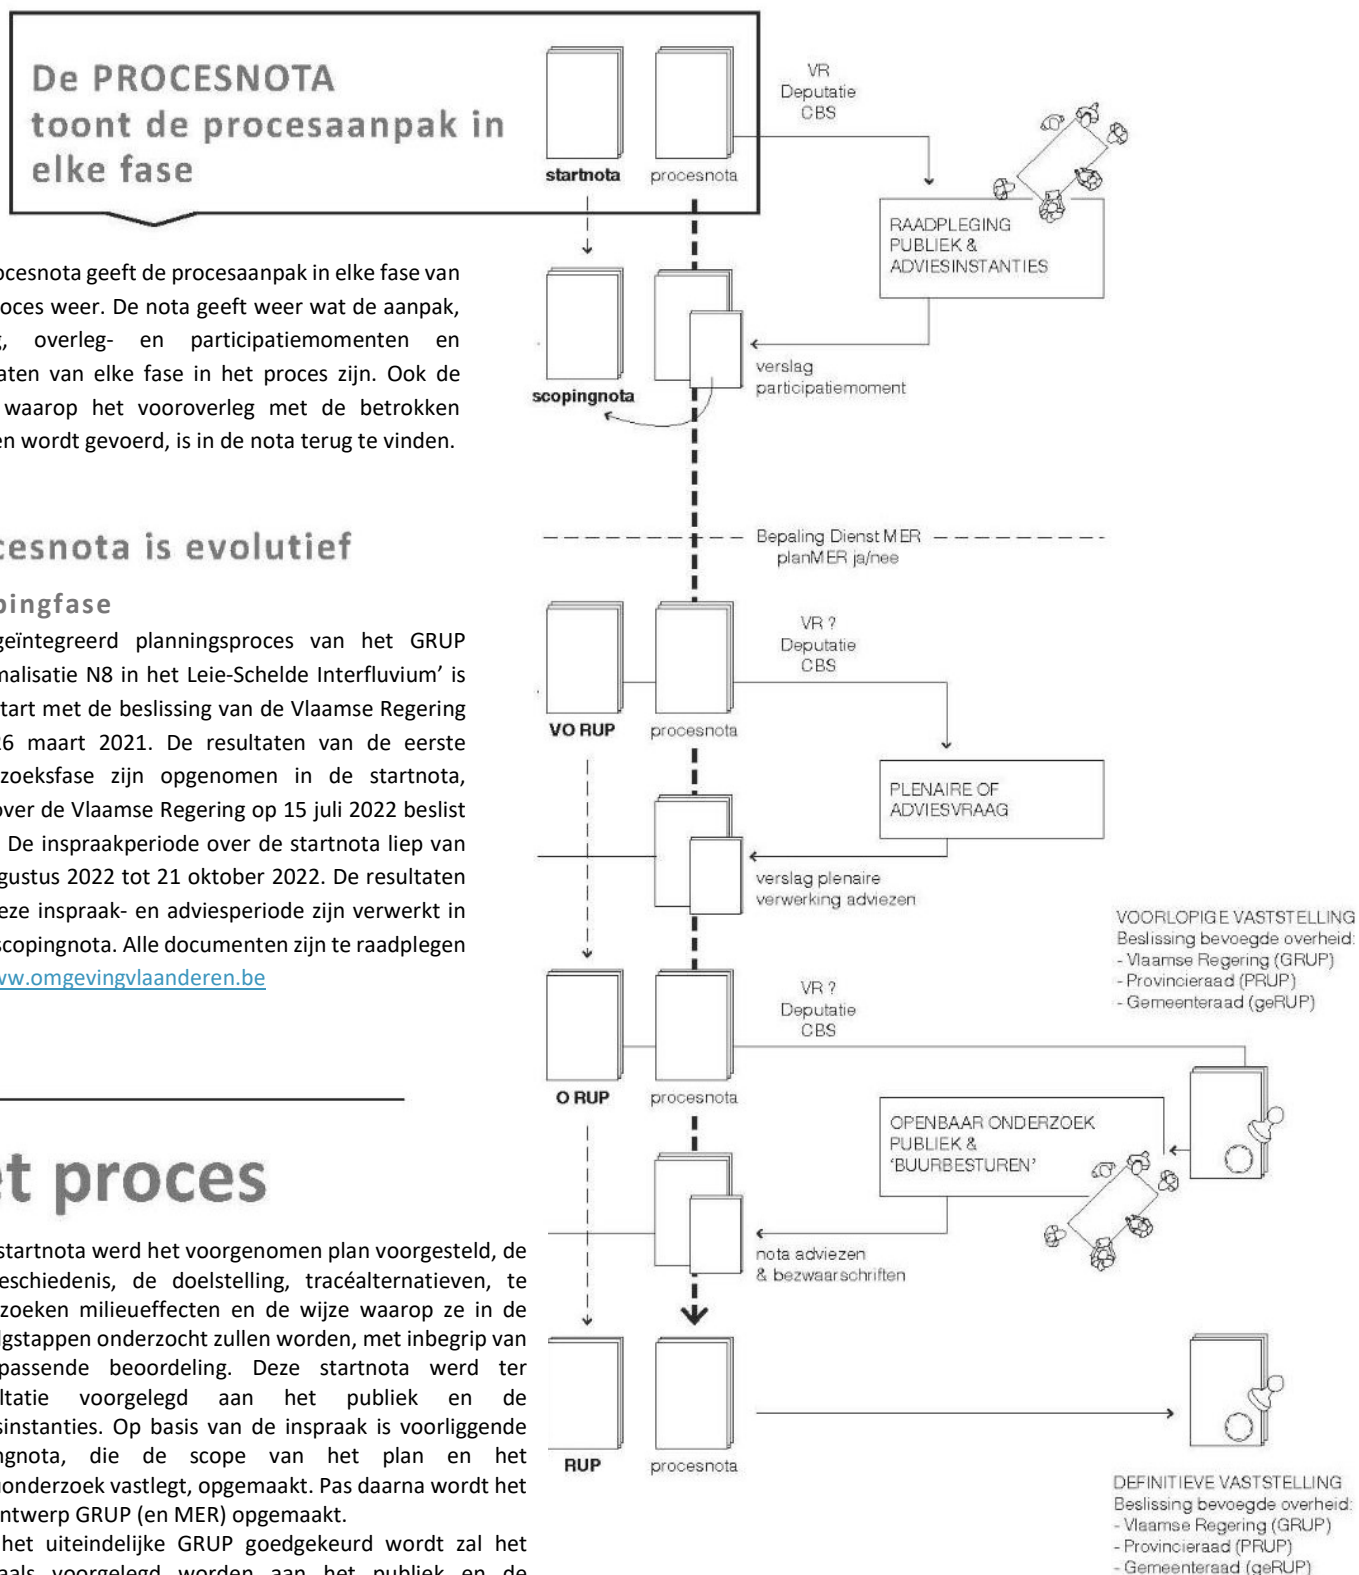 De PROCESNOTA
toont de procesaanpak in
elke fase
ocesnota geeft de procesaanpak in elke fase van
oces weer. De nota geeft weer wat de aanpak,
overleg- en participatiemomenten en
aten van elke fase in het proces zijn. Ook de
waarop het vooroverleg met de betrokken
en wordt gevoerd, is in de nota terug te vinden.
cesnota is evolutief
pingfase
geïntegreerd planningsproces van het GRUP
malisatie N8 in het Leie-Schelde Interfluvium’ is
tart met de beslissing van de Vlaamse Regering
26 maart 2021. De resultaten van de eerste
zoeksfase zijn opgenomen in de startnota,
over de Vlaamse Regering op 15 juli 2022 beslist
De inspraakperiode over de startnota liep van
gustus 2022 tot 21 oktober 2022. De resultaten
eze inspraak- en adviesperiode zijn verwerkt in
scopingnota. Alle documenten zijn te raadplegen
ww.omgevingvlaanderen.be
et proces
startnota werd het voorgenomen plan voorgesteld, de
eschiedenis, de doelstelling, tracéalternatieven, te
zoeken milieueffecten en de wijze waarop ze in de
lgstappen onderzocht zullen worden, met inbegrip van
passende beoordeling. Deze startnota werd ter
ltatie voorgelegd aan het publiek en de
sinstanties. Op basis van de inspraak is voorliggende
ngnota, die de scope van het plan en het
onderzoek vastlegt, opgemaakt. Pas daarna wordt het
ntwerp GRUP (en MER) opgemaakt.
het uiteindelijke GRUP goedgekeurd wordt zal het
aals voorgelegd worden aan het publiek en de
startnota
procesnota
VR
Deputatie
CBS
RAADPLEGING
PUBLIEK &
ADVIESINSTANTIES
verslag
participatiemoment
scopingnota
Bepaling Dienst MER
planMER ja/nee
VR ?
Deputatie
CBS
VO RUP
procesnota
PLENAIRE OF
ADVIESVRAAG
verslag plenaire
verwerking adviezen
VOORLOPIGE VASTSTELLING
Beslissing bevoegde overheid:
- Vlaamse Regering (GRUP)
- Provincieraad (PRUP)
- Gemeenteraad (geRUP)
VR ?
Deputatie
CBS
O RUP
procesnota
OPENBAAR ONDERZOEK
PUBLIEK &
‘BUURBESTUREN’
nota adviezen
& bezwaarschriften
RUP
procesnota
DEFINITIEVE VASTSTELLING
Beslissing bevoegde overheid:
- Vlaamse Regering (GRUP)
- Provincieraad (PRUP)
- Gemeenteraad (geRUP)